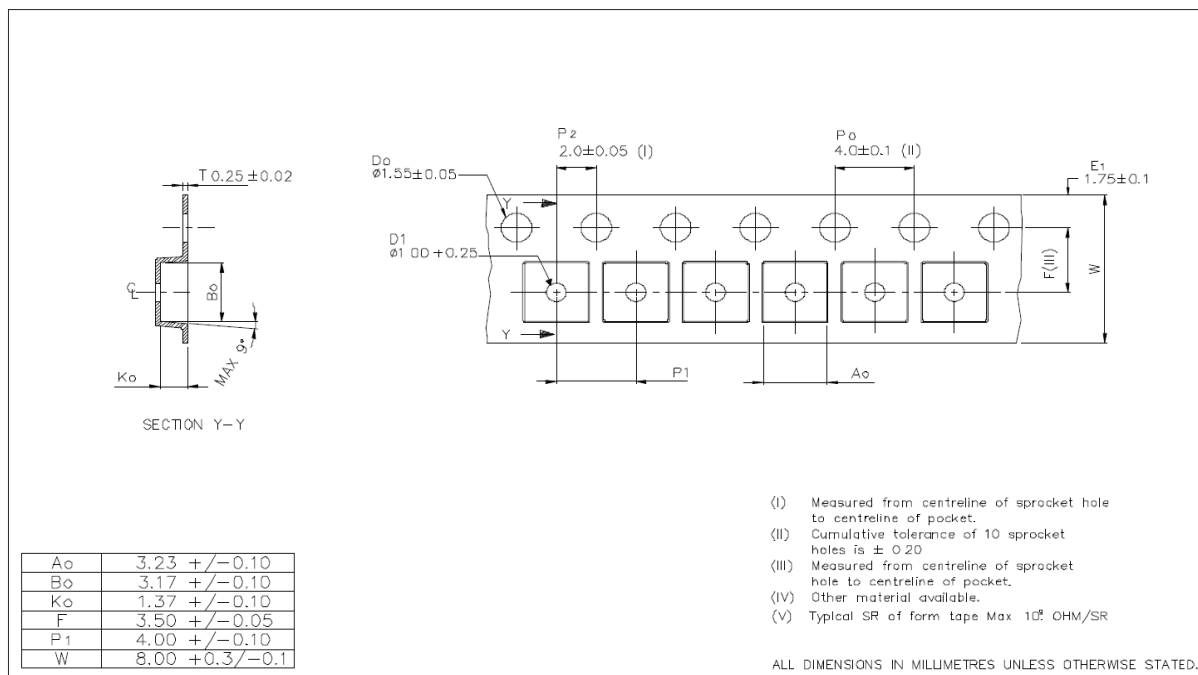 P2
2.0±0.05 (I)
Po
4.0±0.1 (II)
Do
ø1.55±0.05
E1
1.75±0.1
T 0.25±0.02
Y
D1
ø1.00+0.25
F(III)
W
Bo
Y
MAX 9°
Ko
P1
Ao
SECTION Y-Y
(I) Measured from centreline of sprocket hole
to centreline of pocket.
(II) Cumulative tolerance of 10 sprocket
holes is ± 0.20
(III) Measured from centreline of sprocket
hole to centreline of pocket.
(IV) Other material available.
(V) Typical SR of form tape Max 10⁹ OHM/SR
Ao 3.23 +/-0.10
Bo 3.17 +/-0.10
Ko 1.37 +/-0.10
F 3.50 +/-0.05
P1 4.00 +/-0.10
W 8.00 +0.3/-0.1
ALL DIMENSIONS IN MILLIMETRES UNLESS OTHERWISE STATED.